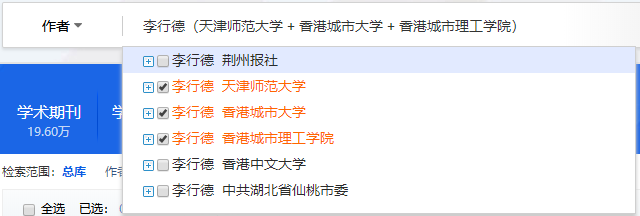 作者 李行德（天津师范大学 + 香港城市大学 + 香港城市理工学院）
李行德 荆州报社
李行德 天津师范大学
李行德 香港城市大学
李行德 香港城市理工学院
李行德 香港中文大学
李行德 中共湖北省仙桃市委
学术期刊
19.60万
检索范围：总库
全选 已选：